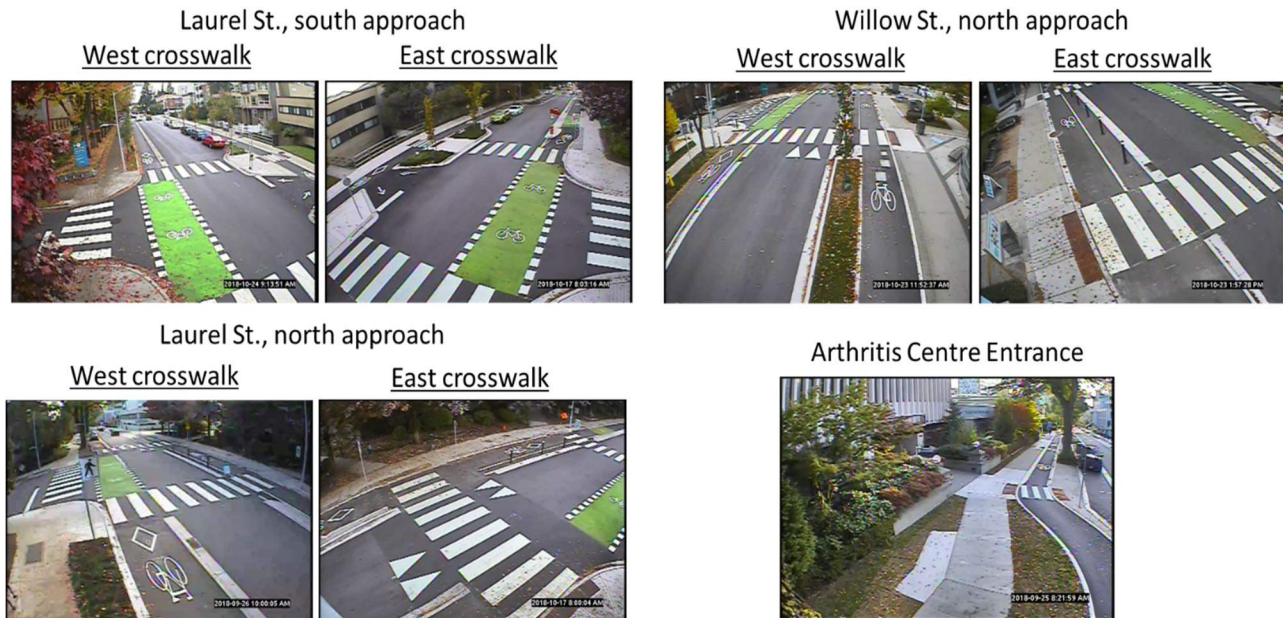 Laurel St., south approach
West crosswalk
East crosswalk
2018-10-24 9:13:51 AM
2018-10-17 8:03:16 AM
Willow St., north approach
West crosswalk
East crosswalk
2018-10-23 11:52:37 AM
2018-10-23 1:57:28 PM
Laurel St., north approach
West crosswalk
East crosswalk
2018-09-26 10:00:05 AM
2018-10-17 8:00:04 AM
Arthritis Centre Entrance
2018-09-25 8:21:59 AM